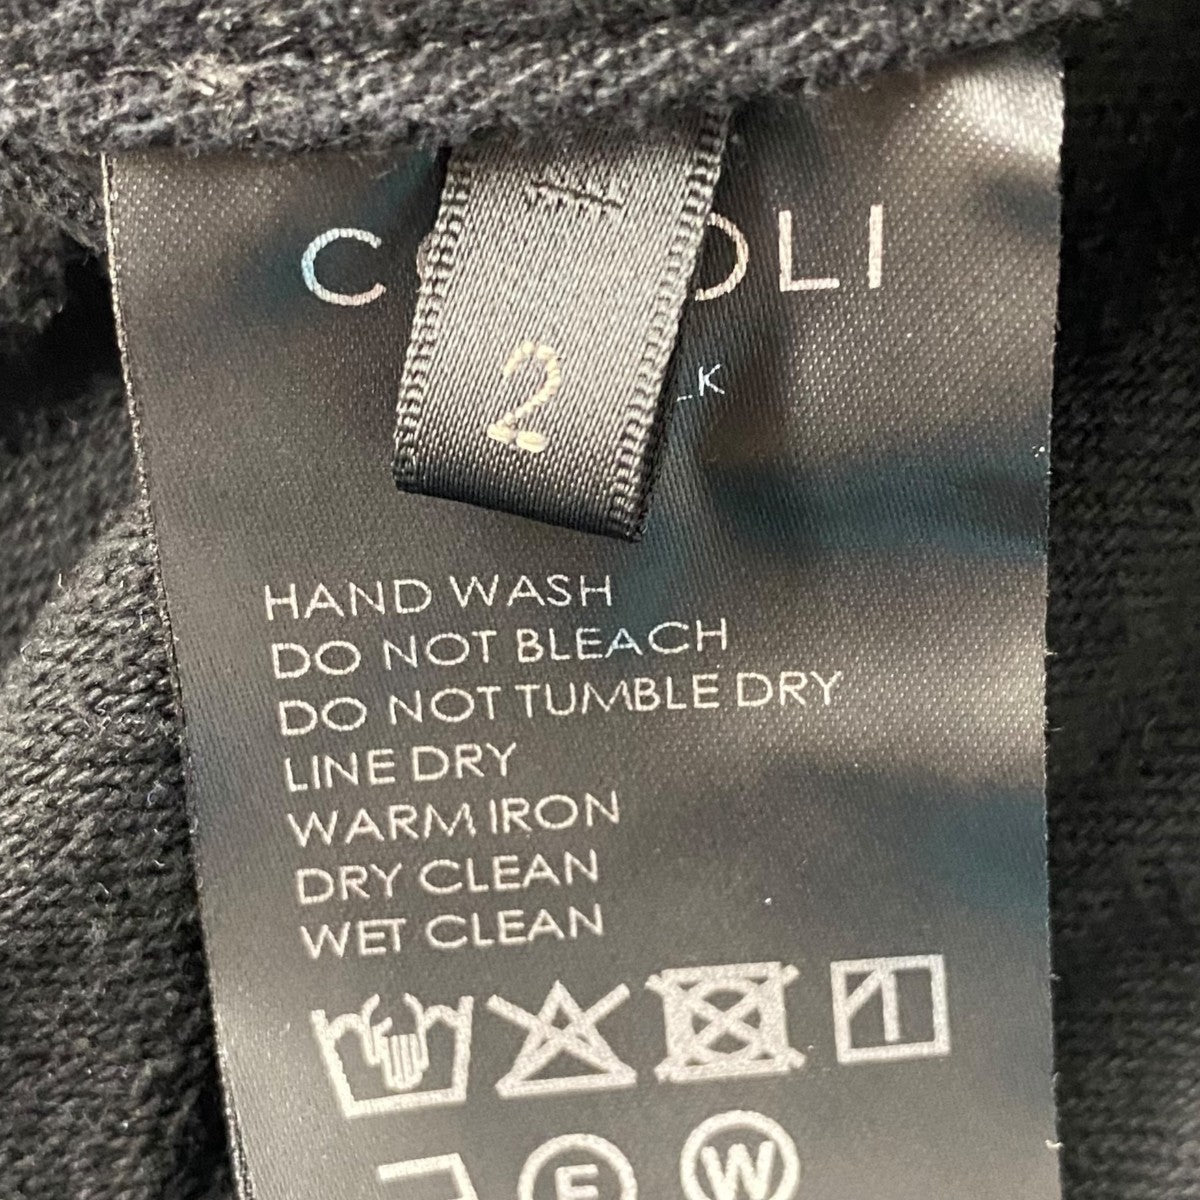 2
HAND WASH
DO NOT BLEACH
DO NOT TUMBLE DRY
LINE DRY
WARM IRON
DRY CLEAN
WET CLEAN
W